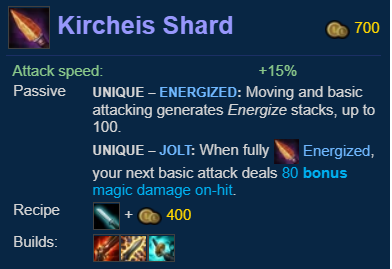 Kircheis Shard 700
Attack speed: +15%
Passive UNIQUE – ENERGIZED: Moving and basic
attacking generates Energize stacks, up to
100.
UNIQUE – JOLT: When fully Energized,
your next basic attack deals 80 bonus
magic damage on-hit.
Recipe + 400
Builds: